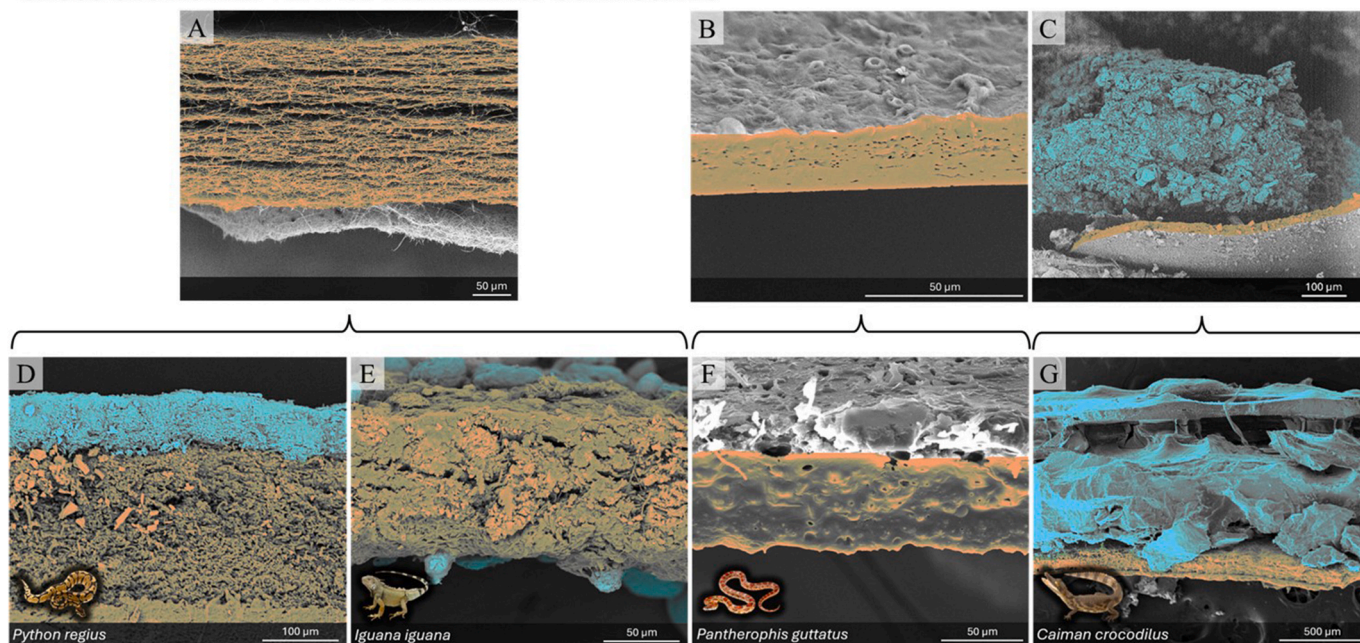 A
B
C
50 µm
50 µm
100 µm
D
E
F
G
Python regius
100 µm
Iguana iguana
50 µm
Pantherophis guttatus
50 µm
Caiman crocodilus
500 µm